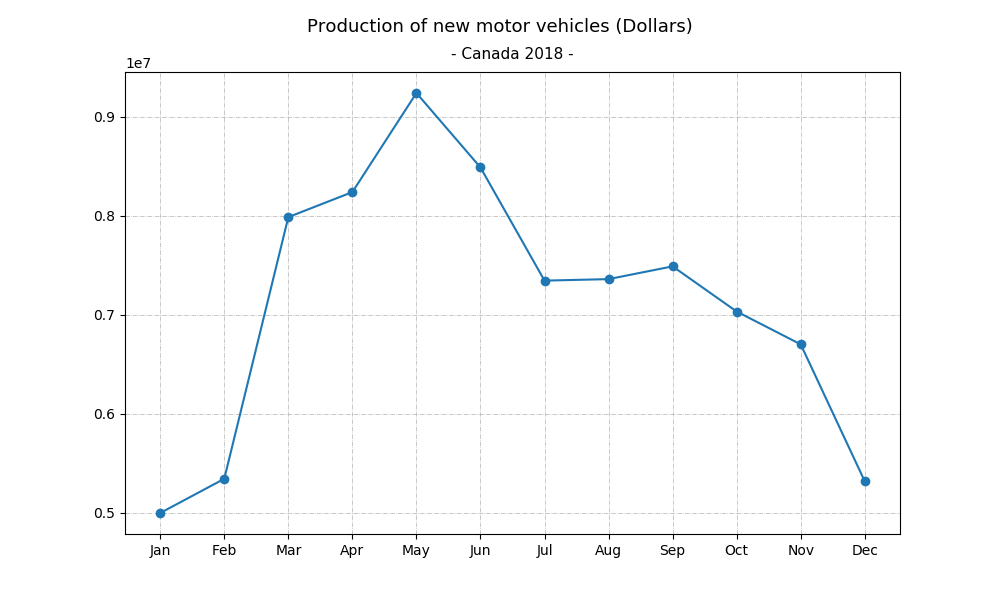 Production of new motor vehicles (Dollars)
- Canada 2018 -
1e7
0.9
0.8
0.7
0.6
0.5
Jan Feb Mar Apr May Jun Jul Aug Sep Oct Nov Dec